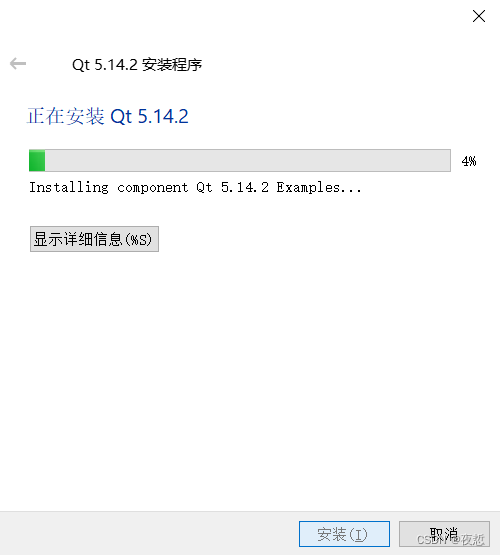 Qt 5.14.2 安装程序
正在安装 Qt 5.14.2
4%
Installing component Qt 5.14.2 Examples...
显示详细信息(%S)
安装(I)
取消
CSDN @夜悊